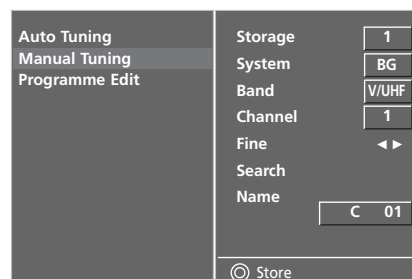 Auto Tuning
Manual Tuning
Programme Edit
Storage 1
System BG
Band V/UHF
Channel 1
Fine ◄ ►
Search
Name
C 01
Store